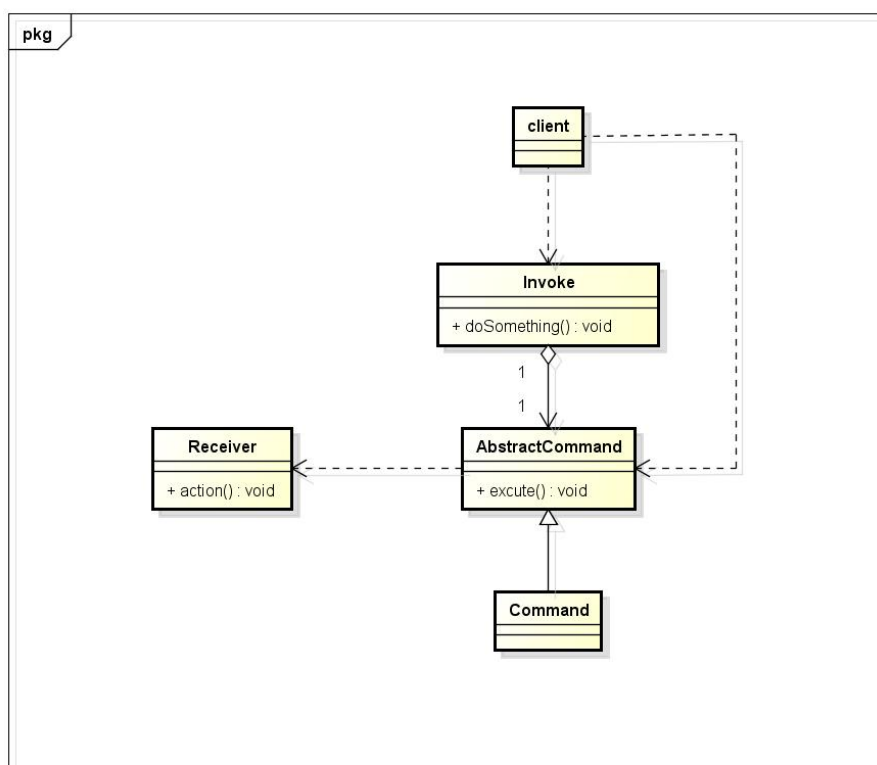 pkg
client
Invoke
+ doSomething() : void
1
1
Receiver
+ action() : void
AbstractCommand
+ excute() : void
Command